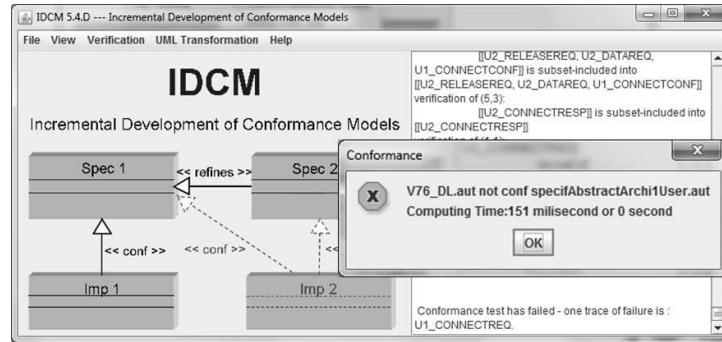 IDCM 5.4.D --- Incremental Development of Conformance Models
File View Verification UML Transformation Help
IDCM
Incremental Development of Conformance Models
Spec 1
<< refines >>
Spec 2
<< conf >>
<< conf >>
<<
Imp 1
Imp 2
[[U2_RELEASEREQ, U2_DATAREQ,
U1_CONNECTCONF]] is subset-included into
[[U2_RELEASEREQ, U2_DATAREQ, U1_CONNECTCONF]]
verification of (5,3):
[[U2_CONNECTRESP]] is subset-included into
[[U2_CONNECTRESP]]
Conformance
V76_DL.aut not conf specifAbstractArchi1User.aut
Computing Time:151 milisecond or 0 second
OK
Conformance test has failed - one trace of failure is :
U1_CONNECTREQ.